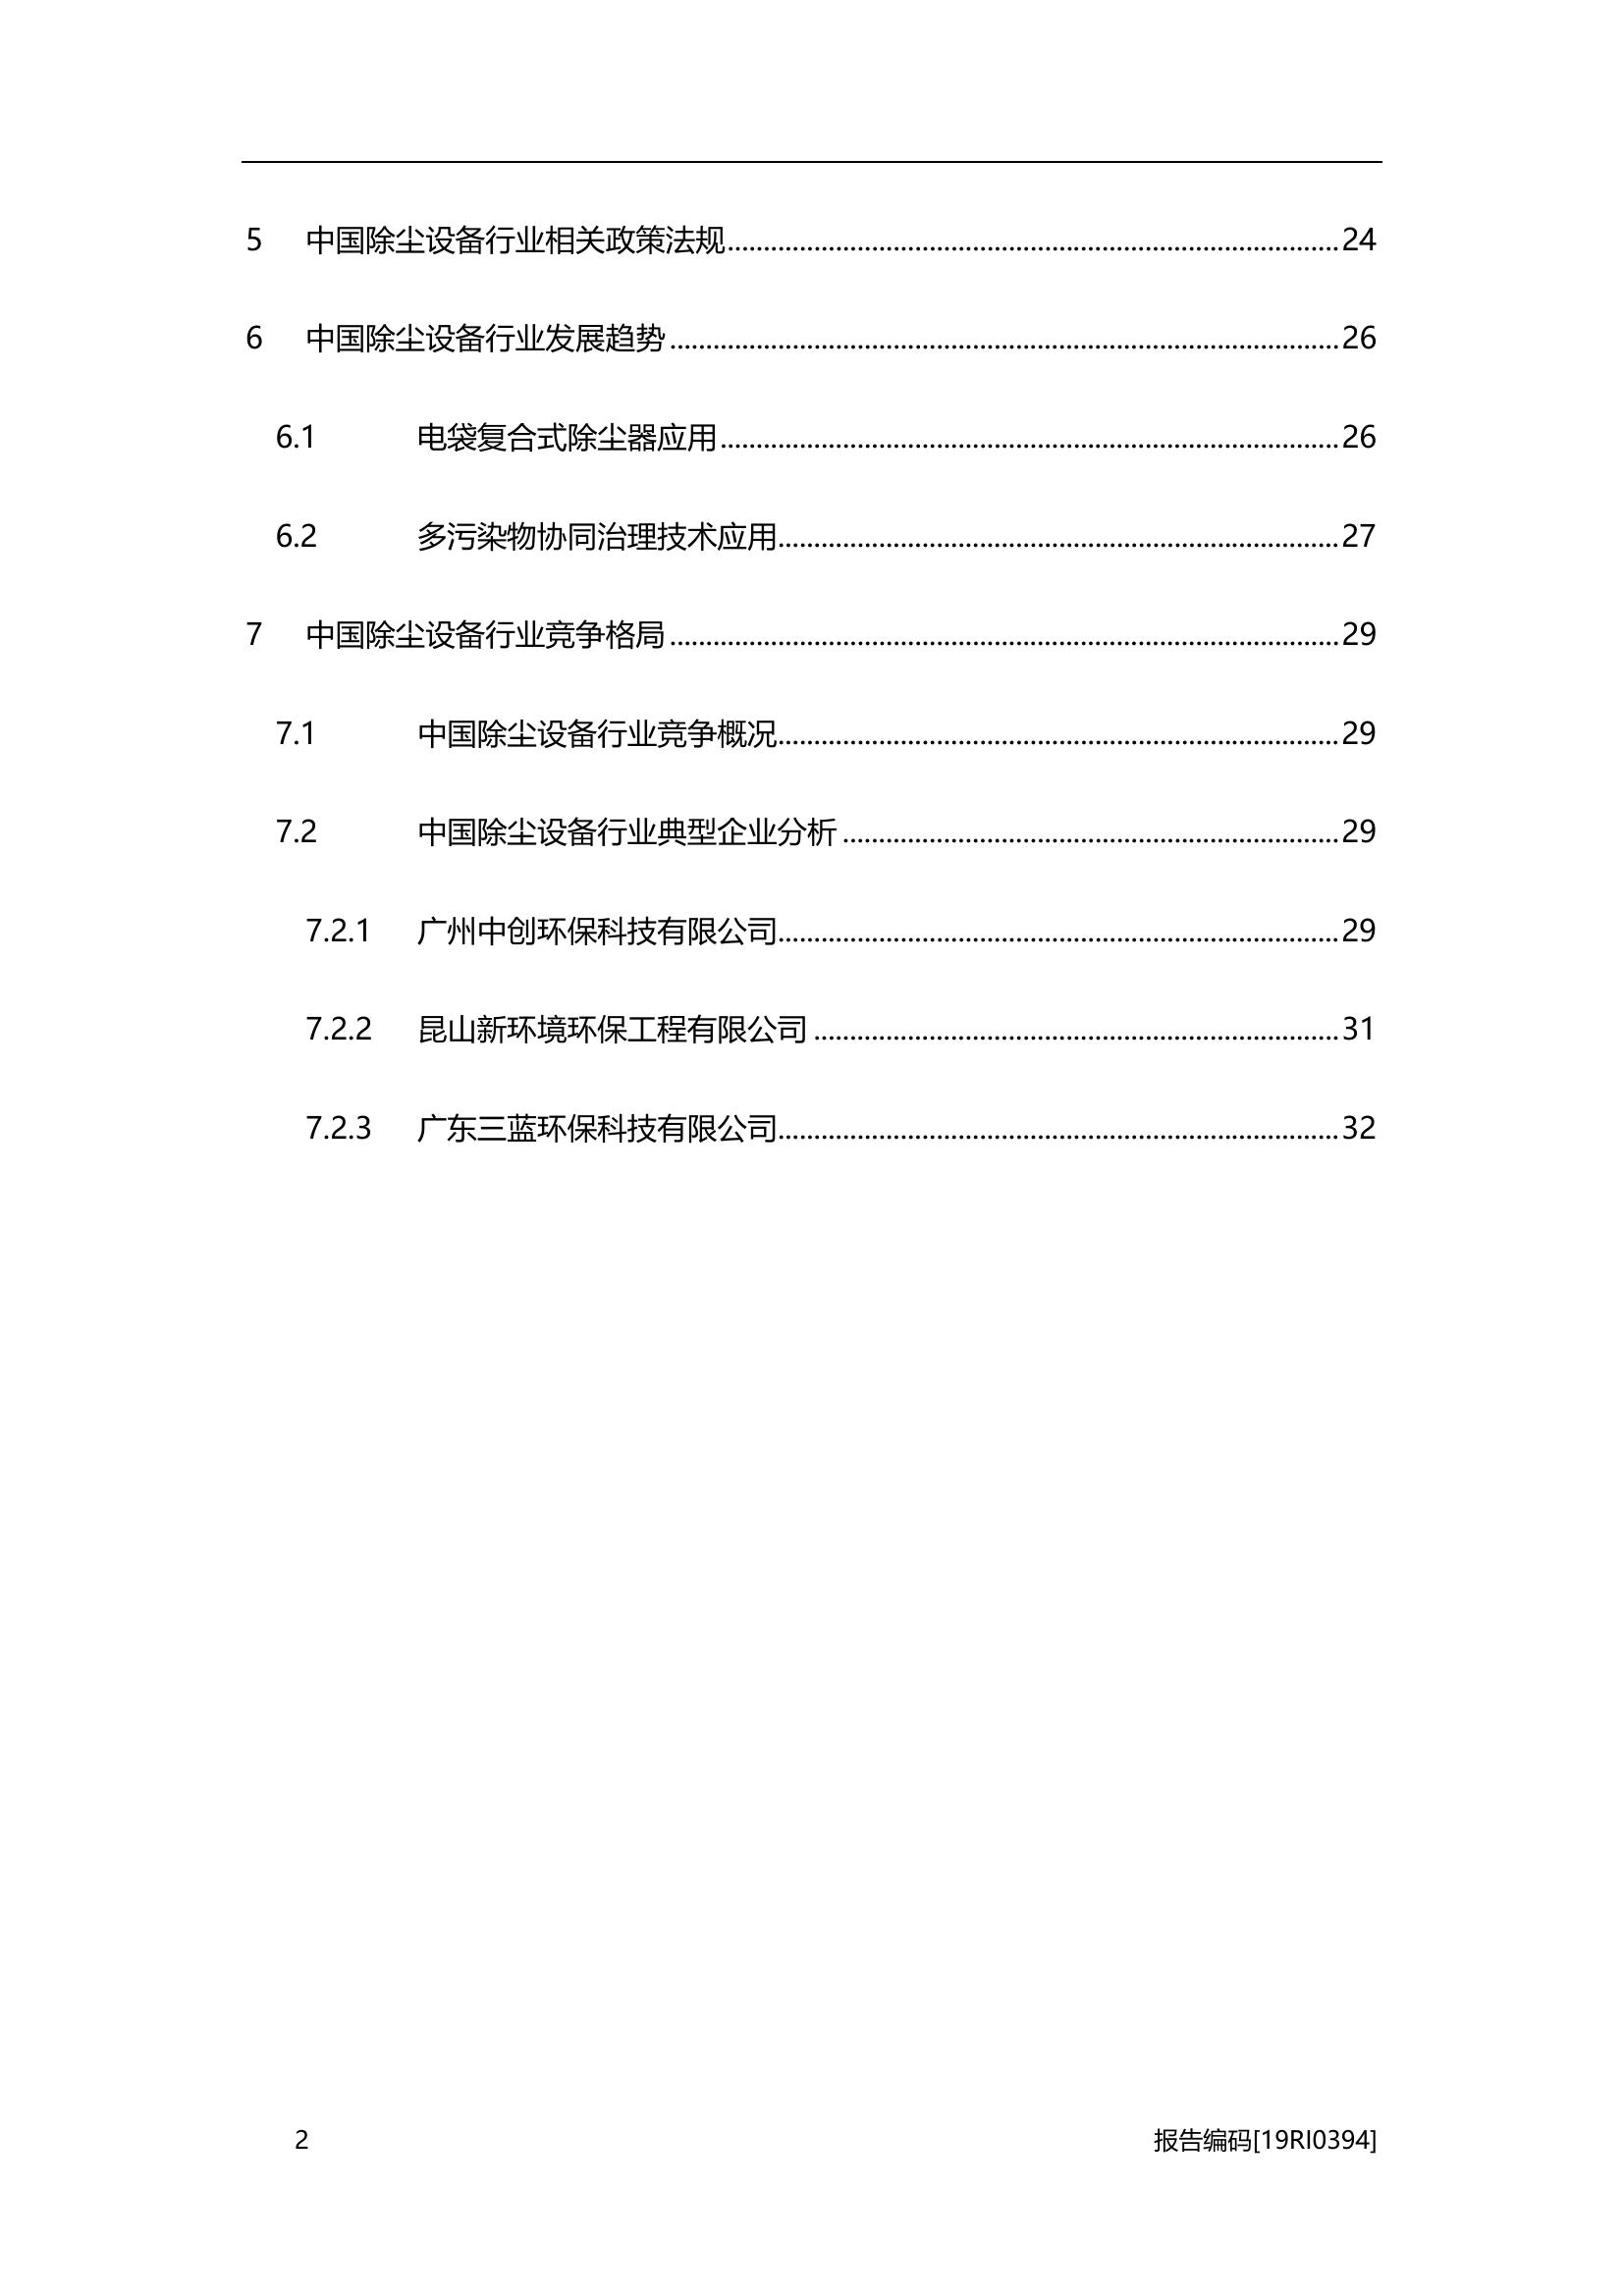 5 中国除尘设备行业相关政策法规........................................24
6 中国除尘设备行业发展趋势........................................26
6.1 电袋复合式除尘器应用........................................26
6.2 多污染物协同治理技术应用........................................27
7 中国除尘设备行业竞争格局........................................29
7.1 中国除尘设备行业竞争概况........................................29
7.2 中国除尘设备行业典型企业分析........................................29
7.2.1 广州中创环保科技有限公司........................................29
7.2.2 昆山新环境环保工程有限公司........................................31
7.2.3 广东三蓝环保科技有限公司........................................32
2 报告编码[19RI0394]